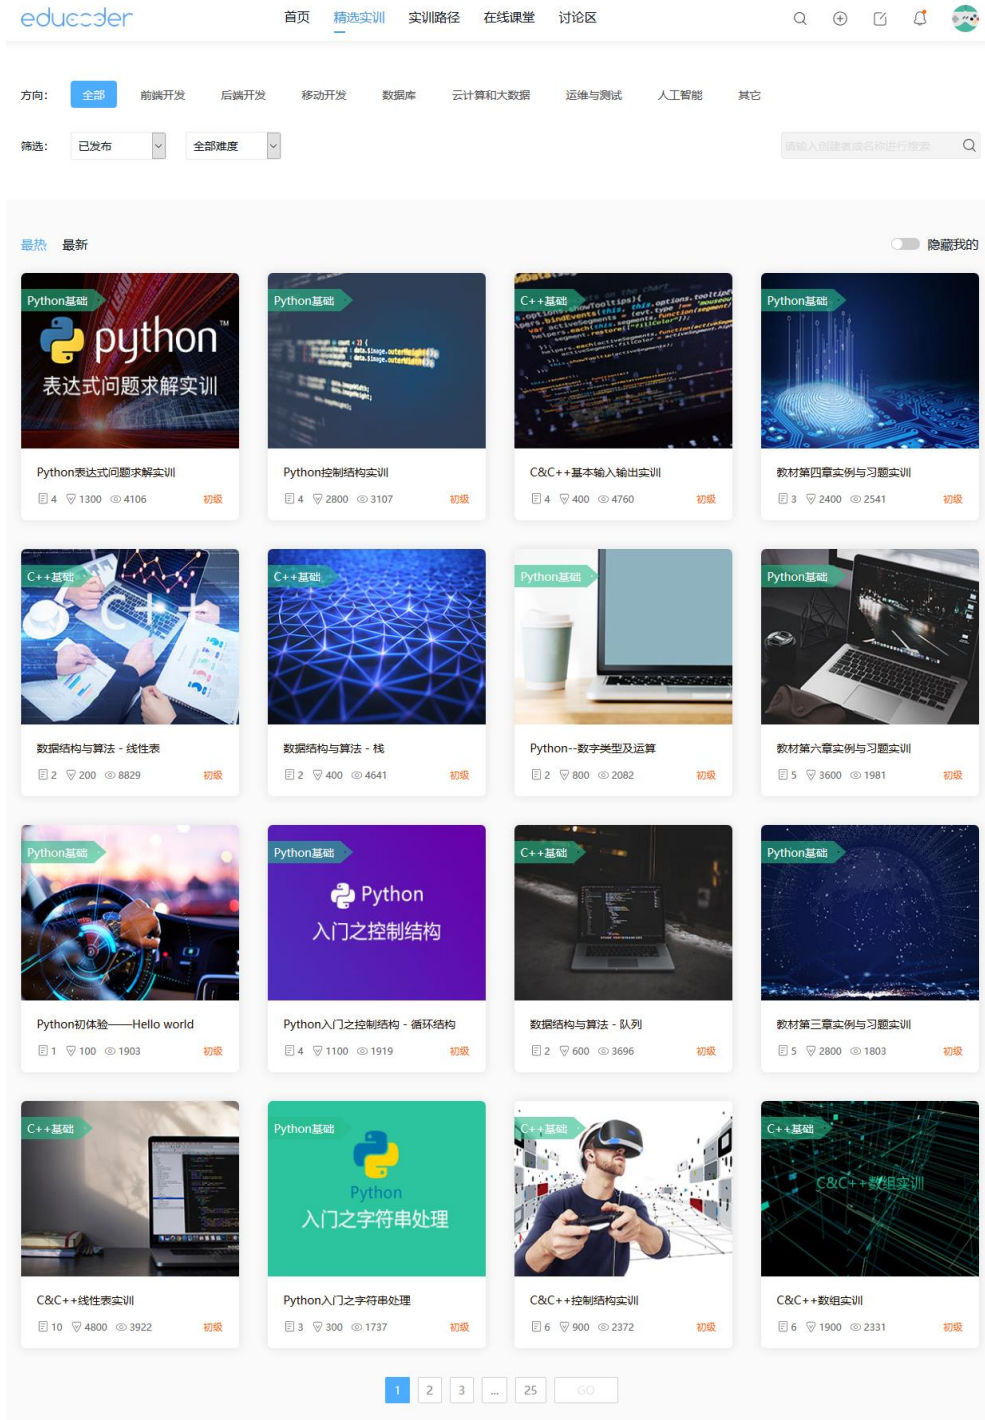 educoder 首页 精选实训 实训路径 在线课堂 讨论区
方向： 全部 前端开发 后端开发 移动开发 数据库 云计算和大数据 运维与测试 人工智能 其它
筛选： 已发布 全部难度 请输入创建者或名称进行搜索
最热 最新 隐藏我的
Python基础 Python基础 C++基础 Python基础
python™
表达式问题求解实训
Python表达式问题求解实训 Python控制结构实训 C&C++基本输入输出实训 教材第四章实例与习题实训
4 1300 4106 初级 4 2800 3107 初级 4 400 4760 初级 3 2400 2541 初级
C++基础 C++基础 Python基础 Python基础
C++
数据结构与算法 - 线性表 数据结构与算法 - 栈 Python--数字类型及运算 教材第六章实例与习题实训
2 200 8829 初级 2 400 4641 初级 2 800 2082 初级 5 3600 1981 初级
Python基础 Python基础 C++基础 Python基础
Python
入门之控制结构
Python初体验——Hello world Python入门之控制结构 - 循环结构 数据结构与算法 - 队列 教材第三章实例与习题实训
1 100 1903 初级 4 1100 1919 初级 2 600 3696 初级 5 2800 1803 初级
C++基础 Python基础 C++基础 C++基础
Python C&C++数组实训
入门之字符串处理
C&C++线性表实训 Python入门之字符串处理 C&C++控制结构实训 C&C++数组实训
10 4800 3922 初级 3 300 1737 初级 6 900 2372 初级 6 1900 2331 初级
1 2 3 ... 25 GO